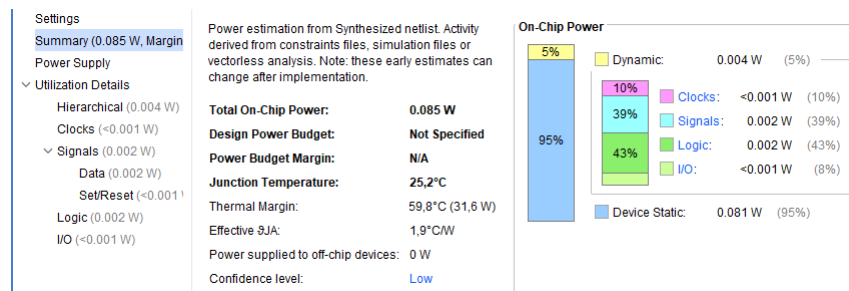 Settings
Summary (0.085 W, Margin
Power Supply
Utilization Details
Hierarchical (0.004 W)
Clocks (<0.001 W)
Signals (0.002 W)
Data (0.002 W)
Set/Reset (<0.001
Logic (0.002 W)
I/O (<0.001 W)
Power estimation from Synthesized netlist. Activity
derived from constraints files, simulation files or
vectorless analysis. Note: these early estimates can
change after implementation.
Total On-Chip Power: 0.085 W
Design Power Budget: Not Specified
Power Budget Margin: N/A
Junction Temperature: 25,2°C
Thermal Margin: 59,8°C (31,6 W)
Effective ϑJA: 1,9°C/W
Power supplied to off-chip devices: 0 W
Confidence level: Low
On-Chip Power
5%
95%
Dynamic: 0.004 W (5%)
10%
39%
43%
Clocks: <0.001 W (10%)
Signals: 0.002 W (39%)
Logic: 0.002 W (43%)
I/O: <0.001 W (8%)
Device Static: 0.081 W (95%)